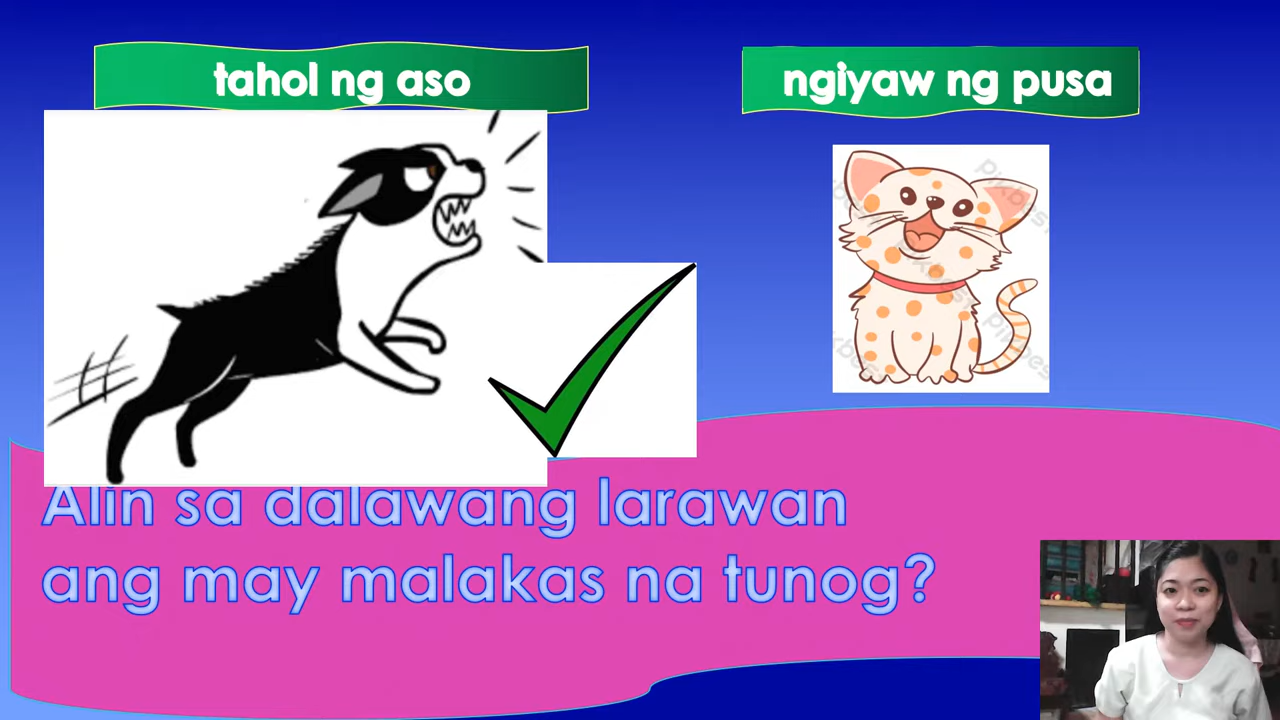 tahol ng aso
ngiyaw ng pusa
Alin sa dalawang larawan
ang may malakas na tunog?